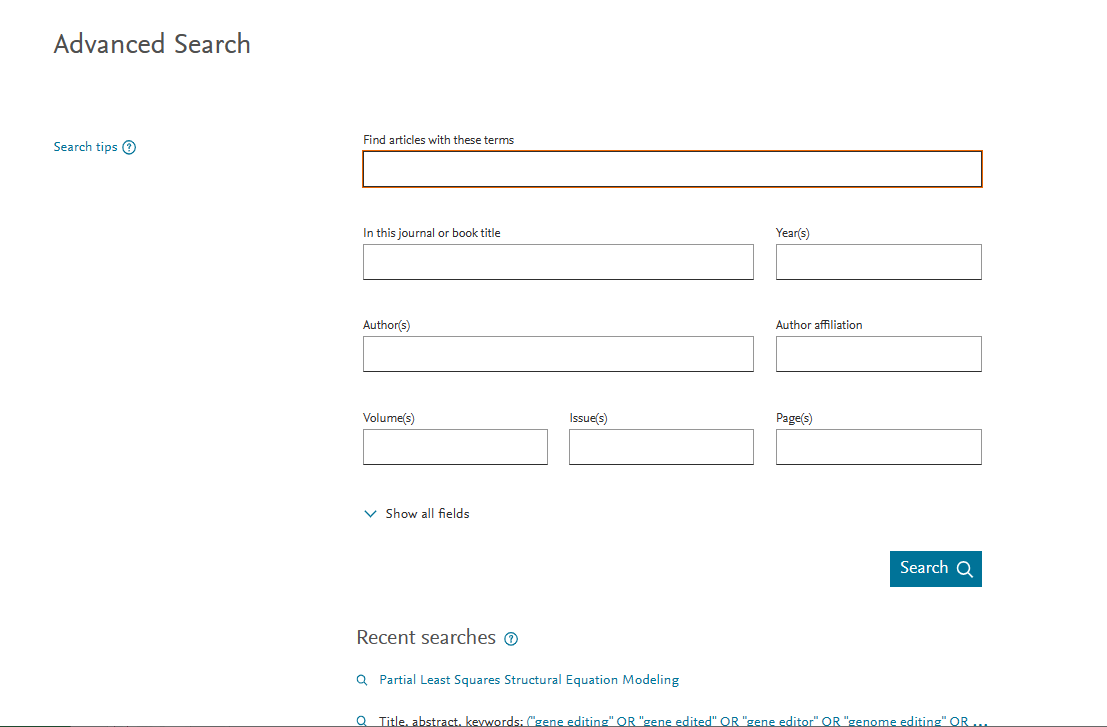 Advanced Search
Search tips
Find articles with these terms
In this journal or book title Year(s)
Author(s) Author affiliation
Volume(s) Issue(s) Page(s)
Show all fields
Search
Recent searches
Partial Least Squares Structural Equation Modeling
Title, abstract, keywords: ("gene editing" OR "gene edited" OR "gene editor" OR "genome editing" OR ...